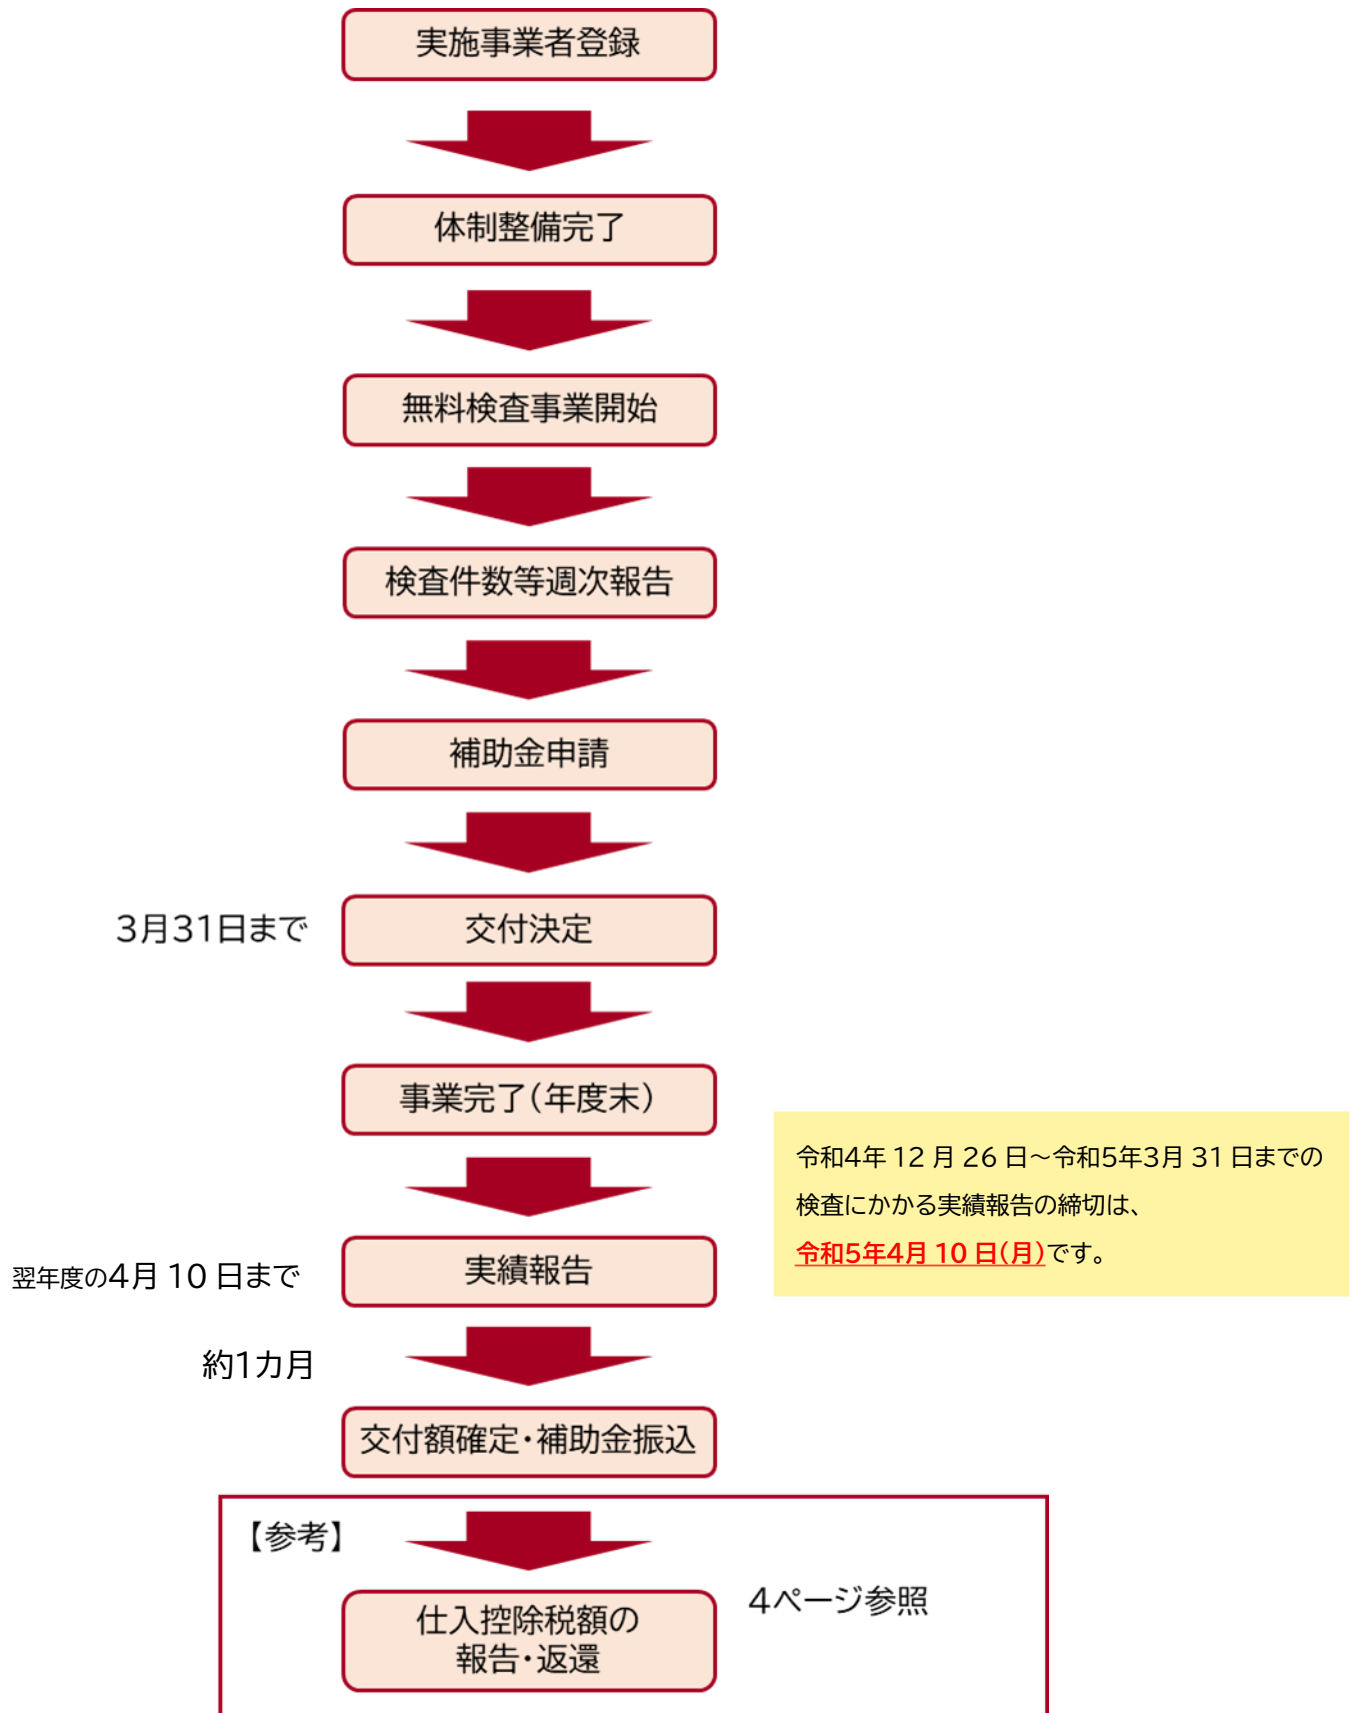 実施事業者登録
体制整備完了
無料検査事業開始
検査件数等週次報告
補助金申請
3月31日まで
交付決定
事業完了(年度末)
令和4年 12 月 26 日～令和5年3月 31 日までの
検査にかかる実績報告の締切は、
令和5年4月 10 日(月)です。
翌年度の4月 10 日まで
実績報告
約1カ月
交付額確定・補助金振込
【参考】
4ページ参照
仕入控除税額の
報告・返還